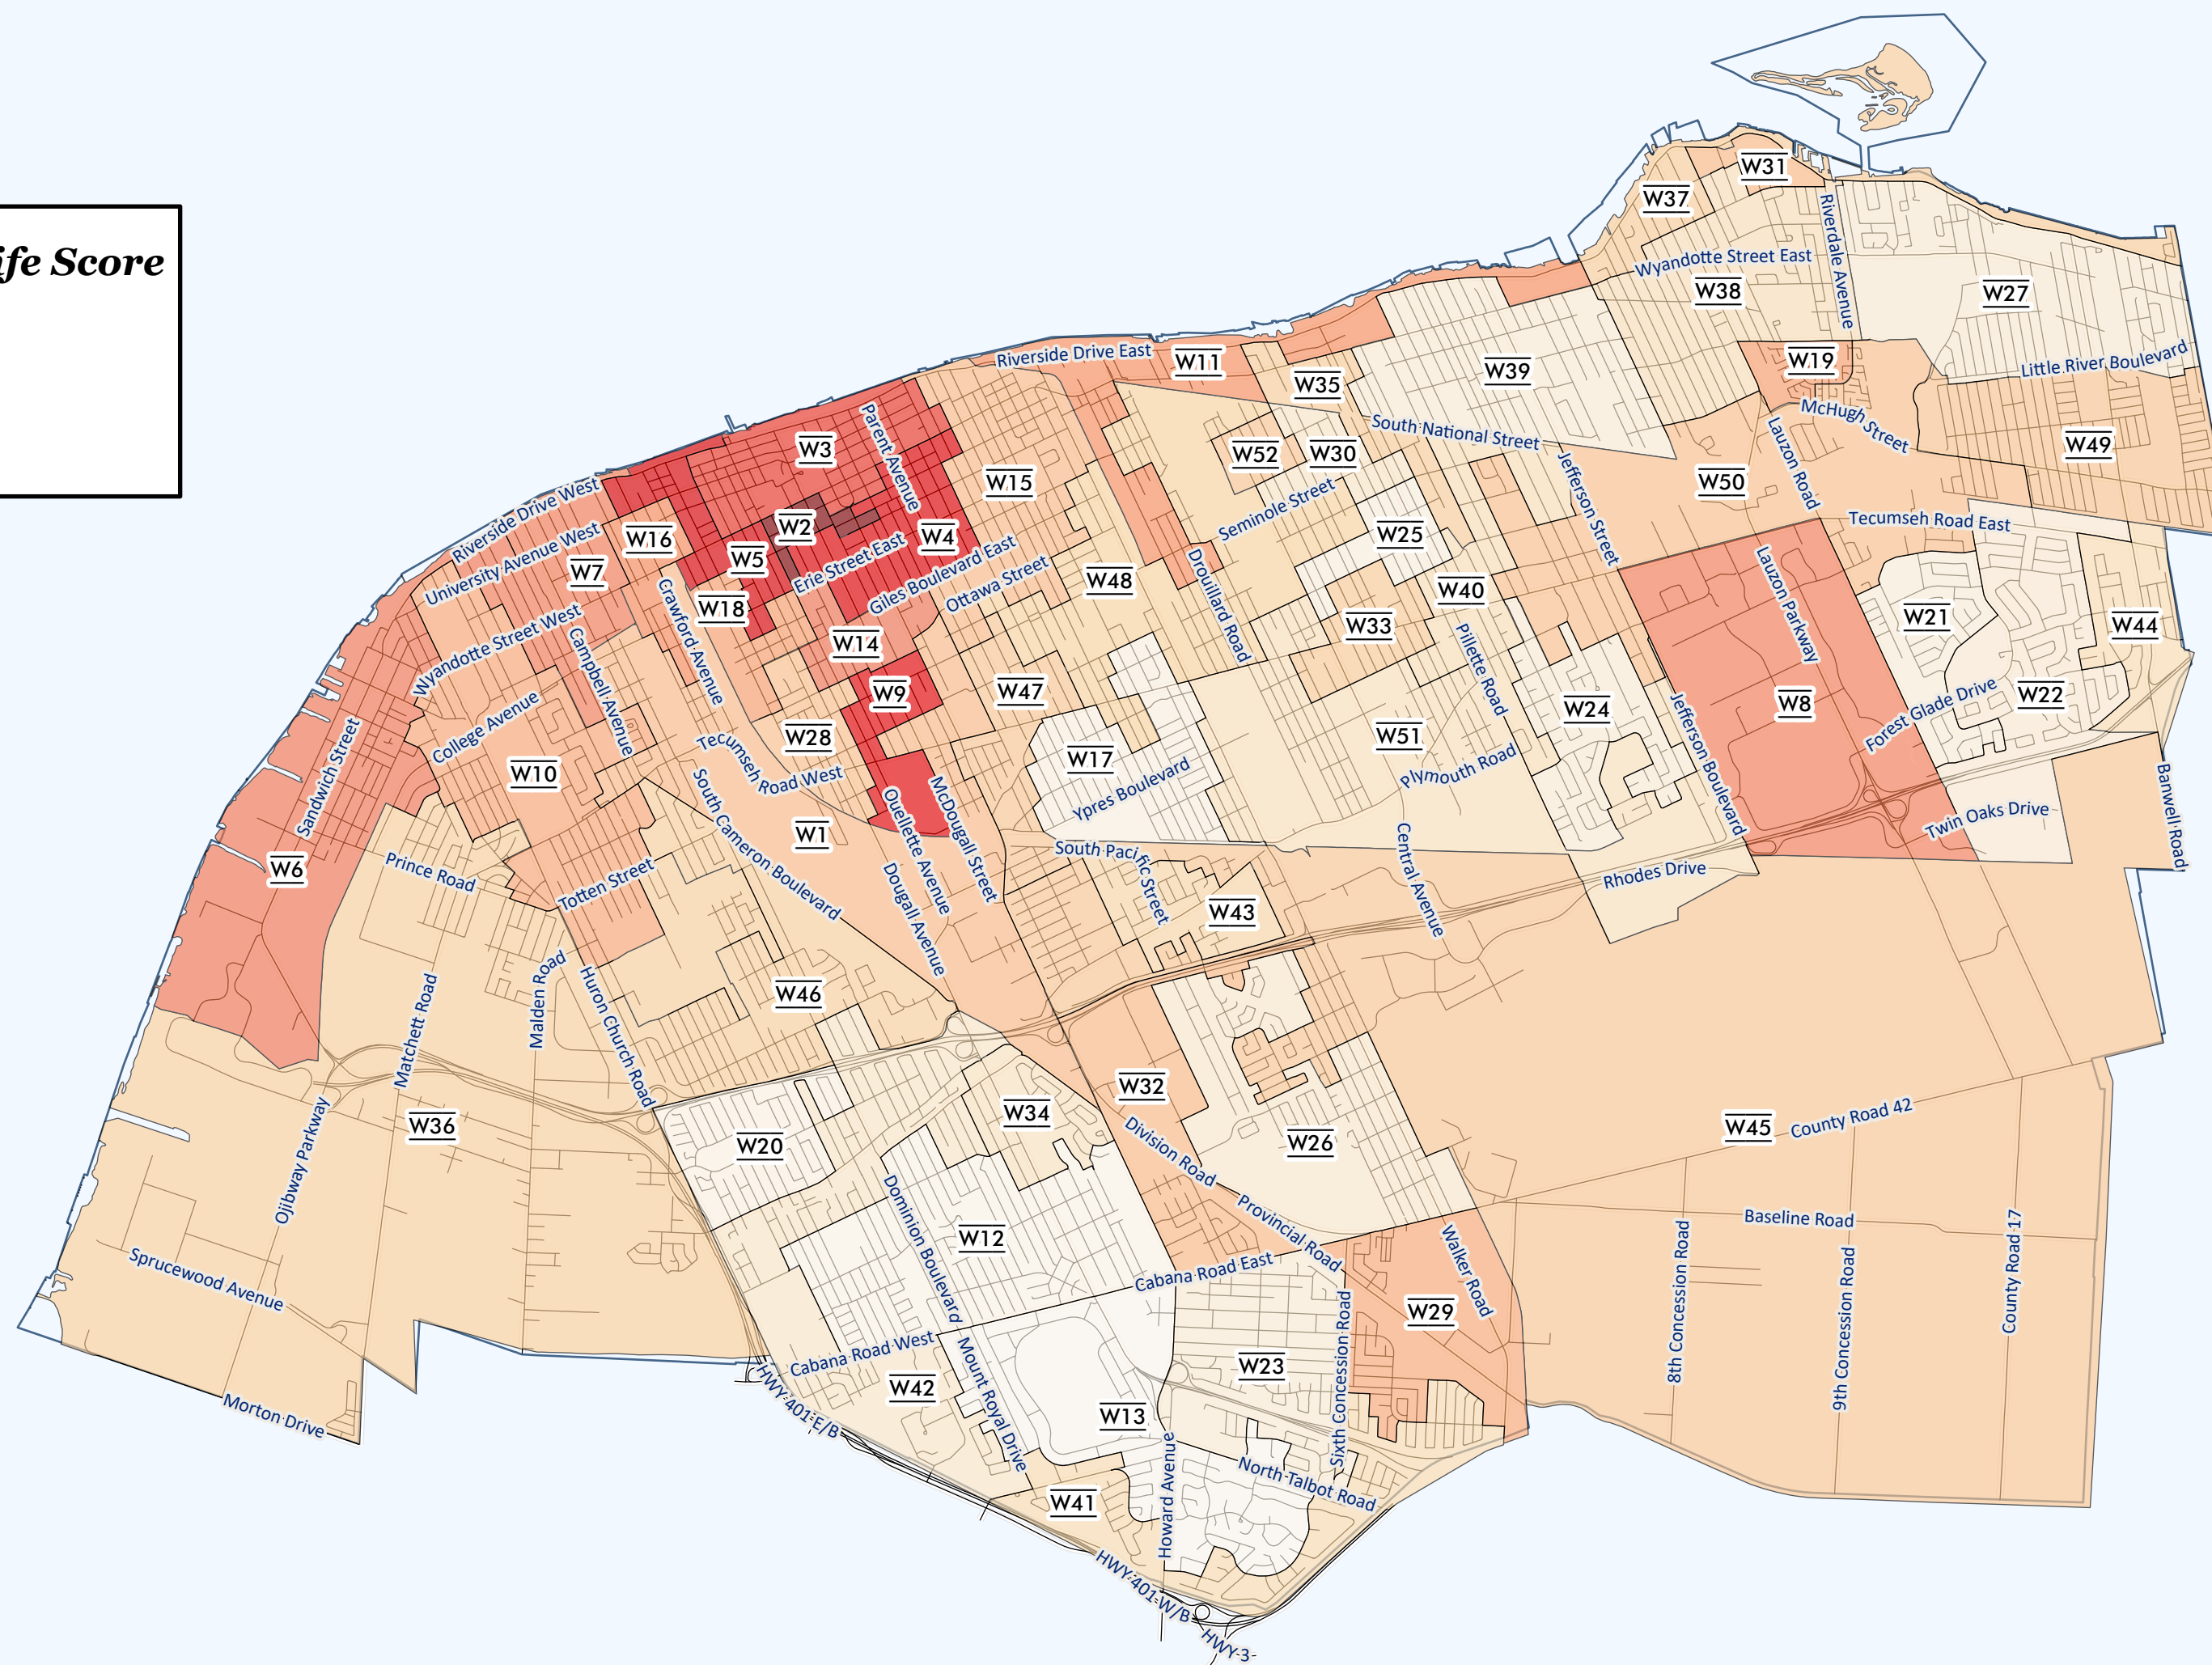 ife Score
W31
W37
Riverdale Avenue
Wyandotte Street East
W38
W27
Riverside Drive East
W11
W35
W39
W19
Little River Boulevard
McHugh Street
South National Street
Parent Avenue
W3
W52
W30
W49
Lauzon Road
W15
W50
Jefferson Street
Riverside Drive West
Seminole Street
W2
W4
W25
Tecumseh Road East
W16
University Avenue West
W5
Erie Street East
Giles Boulevard East
W7
W48
Ottawa Street
W40
Drouillard Road
Lauzon Parkway
W18
Crawford Avenue
W21
W33
W44
Wyandotte Street West
W14
Campbell Avenue
Pillette Road
W9
W47
W24
W8
W22
Forest Glade Drive
College Avenue
Sandwich Street
W28
Tecumseh Road West
W51
Jefferson Boulevard
W17
Plymouth Road
W10
Ypres Boulevard
Banwell Road
South Cameron Boulevard
W1
Ouellette Avenue
McDougall Street
Twin Oaks Drive
South Pacific Street
W6
Prince Road
Totten Street
Dougall Avenue
Central Avenue
Rhodes Drive
W43
W46
Malden Road
Huron Church Road
Matchett Road
W32
W34
W36
W20
W26
W45
County Road 42
Division Road
Ojibway Parkway
Dominion Boulevard
W12
Provincial Road
Baseline Road
Walker Road
County Road 17
Sprucewood Avenue
Cabana Road East
8th Concession Road
9th Concession Road
W29
Sixth Concession Road
Cabana Road West
W23
Mount Royal Drive
W42
HWY 401 E/B
W13
Morton Drive
North Talbot Road
W41
Howard Avenue
HWY 401 W/B
HWY 3